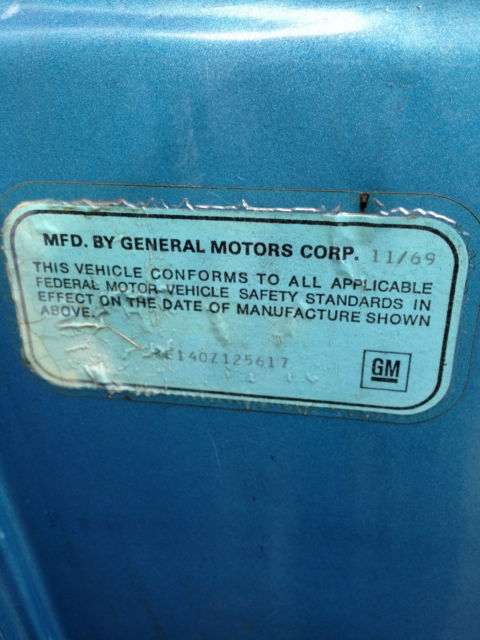 MFD. BY GENERAL MOTORS CORP. 11/69
THIS VEHICLE CONFORMS TO ALL APPLICABLE
FEDERAL MOTOR VEHICLE SAFETY STANDARDS IN
EFFECT ON THE DATE OF MANUFACTURE SHOWN
ABOVE.
GM